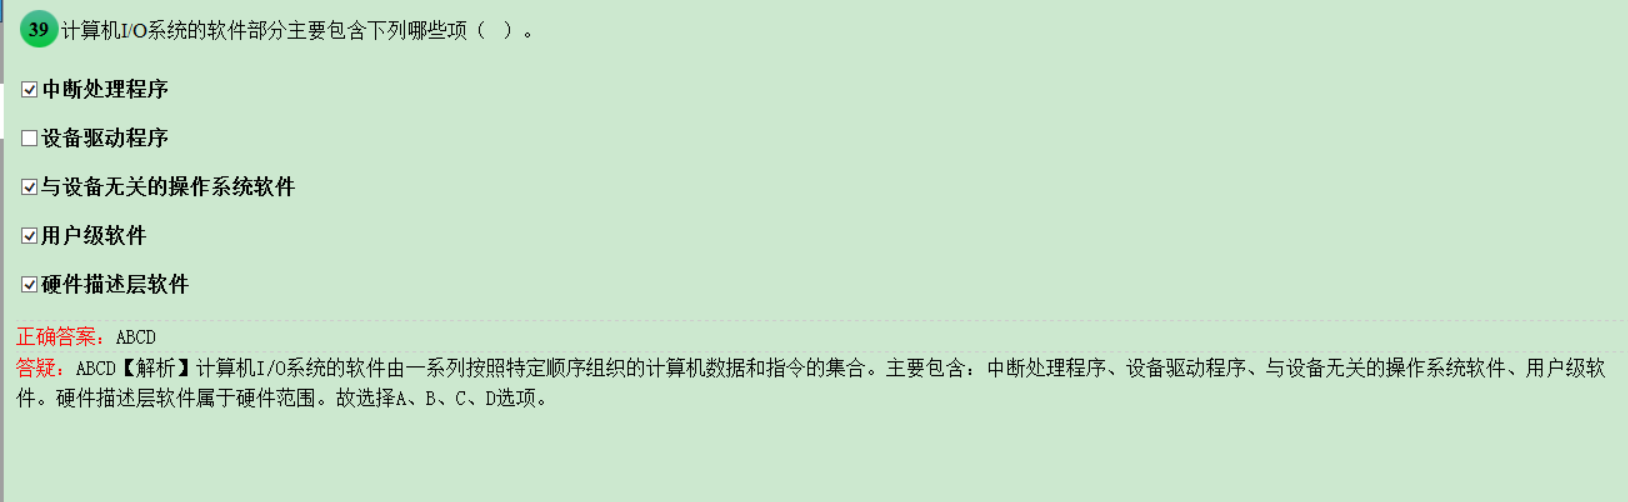 39 计算机I/O系统的软件部分主要包含下列哪些项（ ）。
中断处理程序
设备驱动程序
与设备无关的操作系统软件
用户级软件
硬件描述层软件
正确答案：ABCD
答疑：ABCD【解析】计算机I/O系统的软件由一系列按照特定顺序组织的计算机数据和指令的集合。主要包含：中断处理程序、设备驱动程序、与设备无关的操作系统软件、用户级软
件。硬件描述层软件属于硬件范围。故选择A、B、C、D选项。